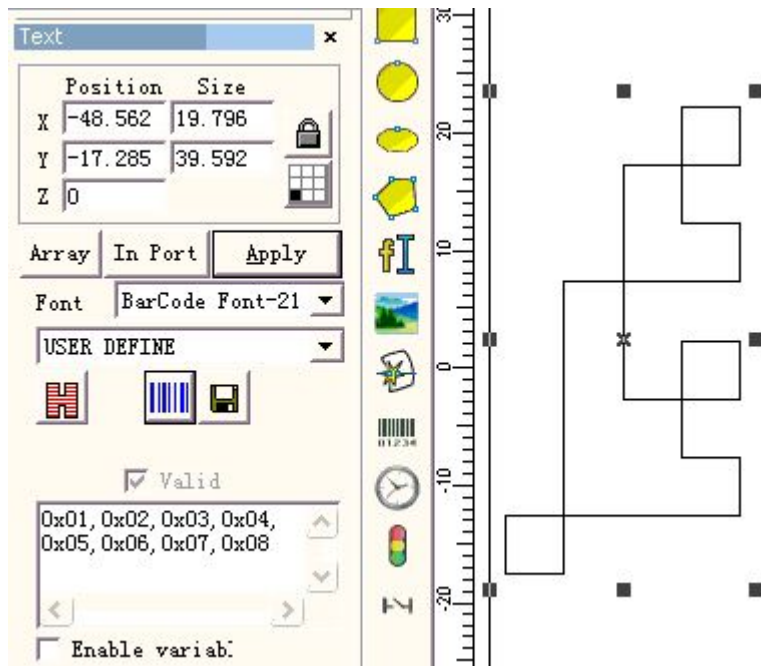 Text ×
Position Size
X -48.562 19.796
Y -17.285 39.592
Z 0
Array In Port Apply
Font BarCode Font-21
USER DEFINE
Valid
0x01, 0x02, 0x03, 0x04,
0x05, 0x06, 0x07, 0x08
Enable variab
01234
30
20
10
0
-10
-20